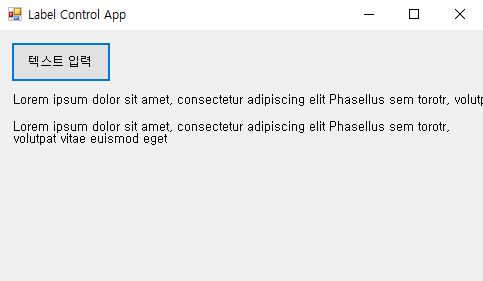 Label Control App
텍스트 입력
Lorem ipsum dolor sit amet, consectetur adipiscing elit Phasellus sem torotr, volutp
Lorem ipsum dolor sit amet, consectetur adipiscing elit Phasellus sem torotr,
volutpat vitae euismod eget